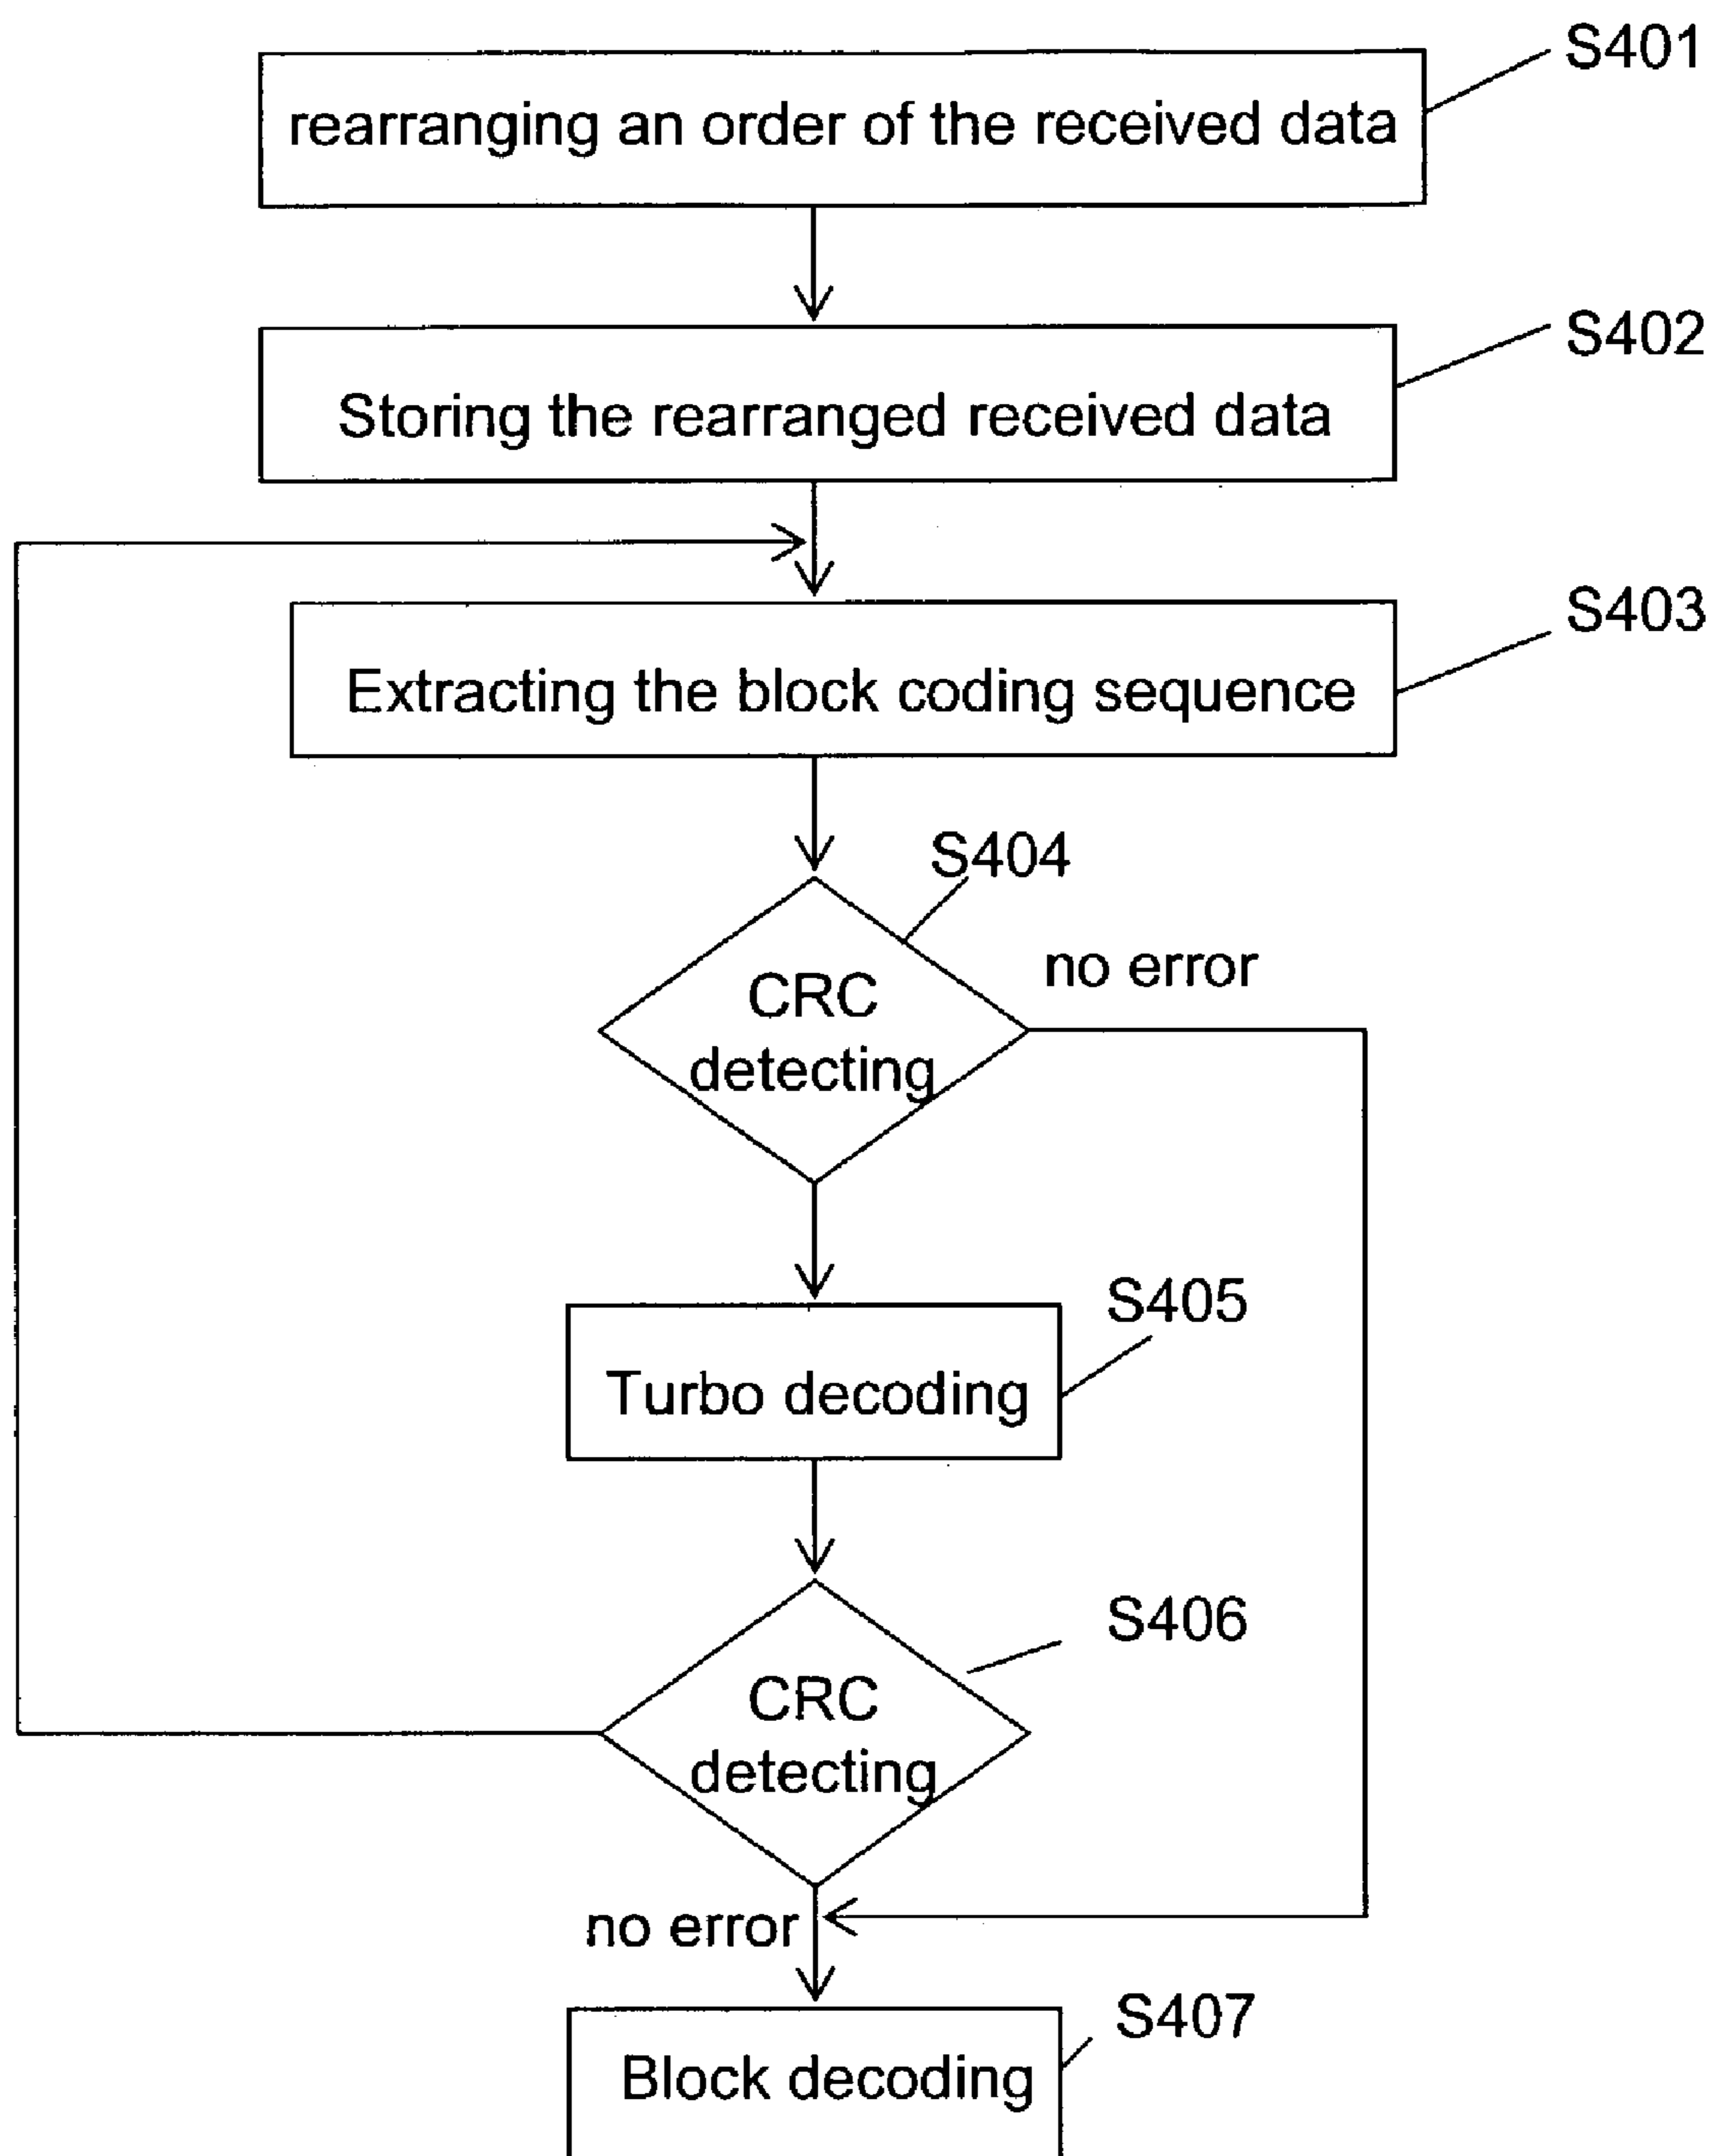 S401
rearranging an order of the received data
S402
Storing the rearranged received data
S403
Extracting the block coding sequence
S404
no error
CRC
detecting
S405
Turbo decoding
S406
CRC
detecting
no error
S407
Block decoding